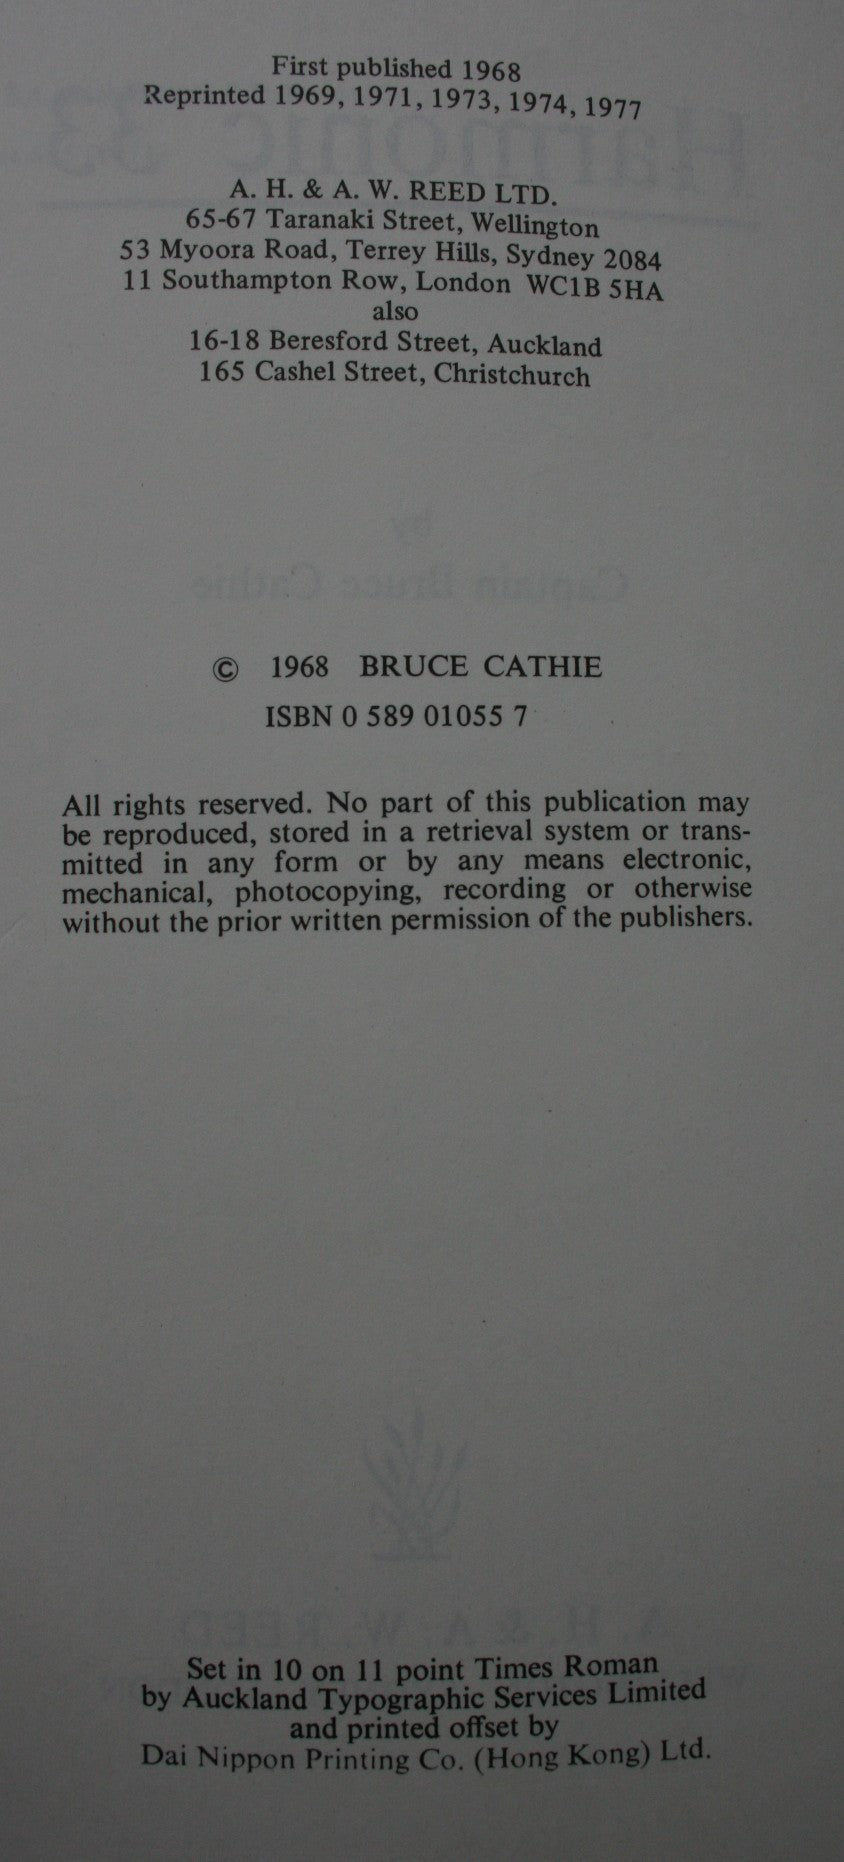 First published 1968
Reprinted 1969, 1971, 1973, 1974, 1977
A. H. & A. W. REED LTD.
65-67 Taranaki Street, Wellington
53 Myoora Road, Terrey Hills, Sydney 2084
11 Southampton Row, London WC1B 5HA
also
16-18 Beresford Street, Auckland
165 Cashel Street, Christchurch
© 1968 BRUCE CATHIE
ISBN 0 589 01055 7
All rights reserved. No part of this publication may
be reproduced, stored in a retrieval system or trans-
mitted in any form or by any means electronic,
mechanical, photocopying, recording or otherwise
without the prior written permission of the publishers.
Set in 10 on 11 point Times Roman
by Auckland Typographic Services Limited
and printed offset by
Dai Nippon Printing Co. (Hong Kong) Ltd.